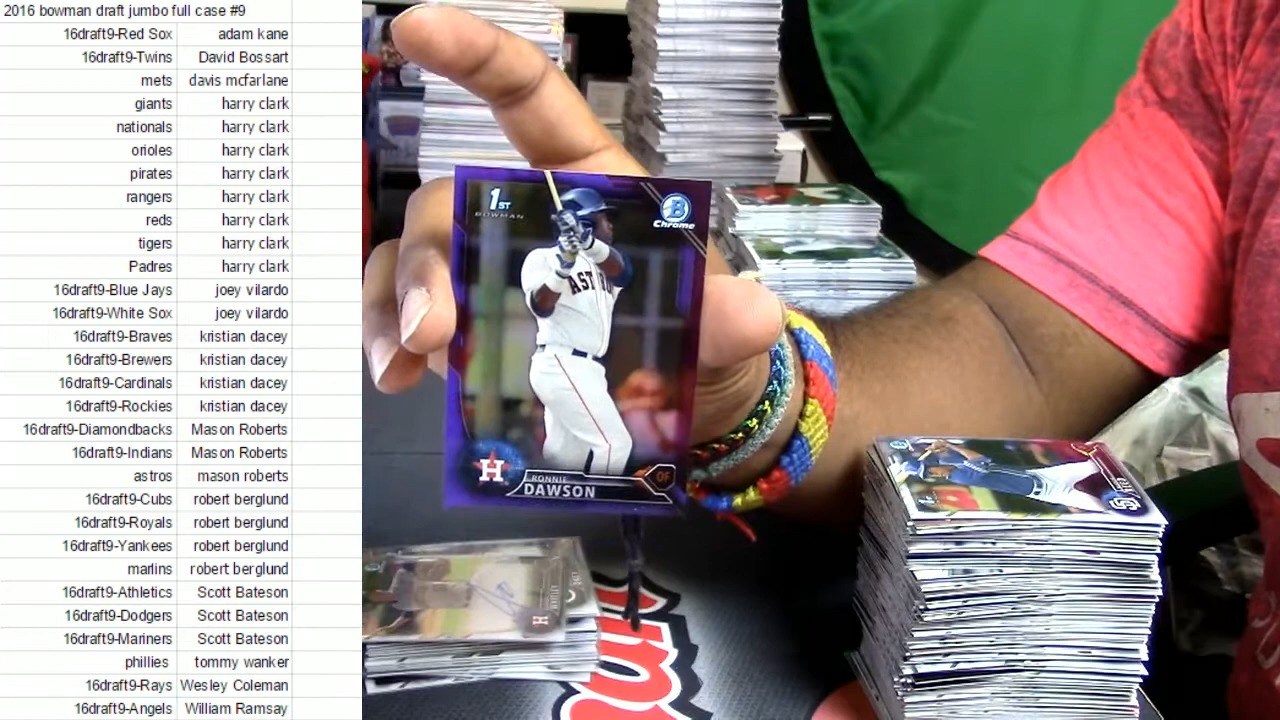 2016 bowman draft jumbo full case #9
16draft9-Red Sox adam kane
16draft9-Twins David Bossart
mets davis mcfarlane
giants harry clark
nationals harry clark
orioles harry clark
pirates harry clark
rangers harry clark
reds harry clark
tigers harry clark
Padres harry clark
16draft9-Blue Jays joey vilardo
16draft9-White Sox joey vilardo
16draft9-Braves kristian dacey
16draft9-Brewers kristian dacey
16draft9-Cardinals kristian dacey
16draft9-Rockies kristian dacey
16draft9-Diamondbacks Mason Roberts
16draft9-Indians Mason Roberts
astros mason roberts
16draft9-Cubs robert berglund
16draft9-Royals robert berglund
16draft9-Yankees robert berglund
marlins robert berglund
16draft9-Athletics Scott Bateson
16draft9-Dodgers Scott Bateson
16draft9-Mariners Scott Bateson
phillies tommy wanker
16draft9-Rays Wesley Coleman
16draft9-Angels William Ramsay
1ST
BOWMAN
B
Chrome
H
RONNIE
DAWSON
OF